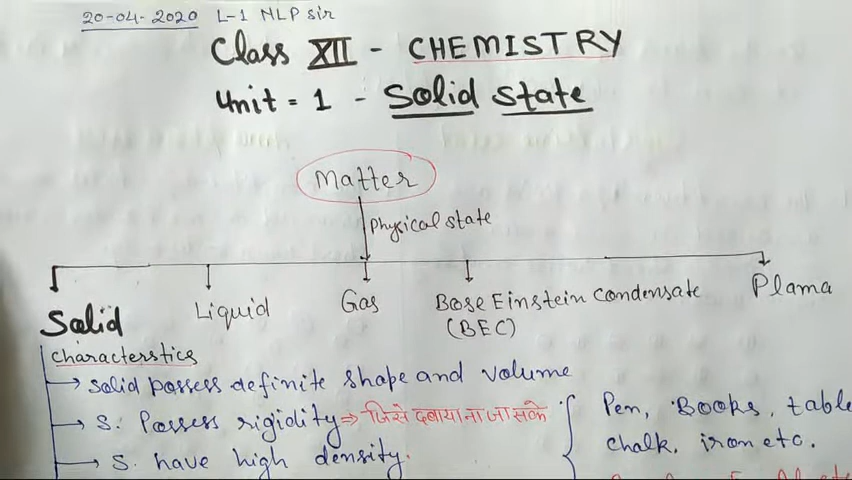 20-04-2020 L-1 NLP sir
Class XII - CHEMISTRY
Unit = 1 - Solid state
Matter
Physical state
Solid
Liquid
Gas
Bose Einstein condensate
(BEC)
Plama
characterstics
→ solid possess definite shape and volume
→ S. Possess rigidity ⇒ जिसे दबाया ना जा सके
→ S. have high density.
Pen, Books, table
chalk, iron etc.